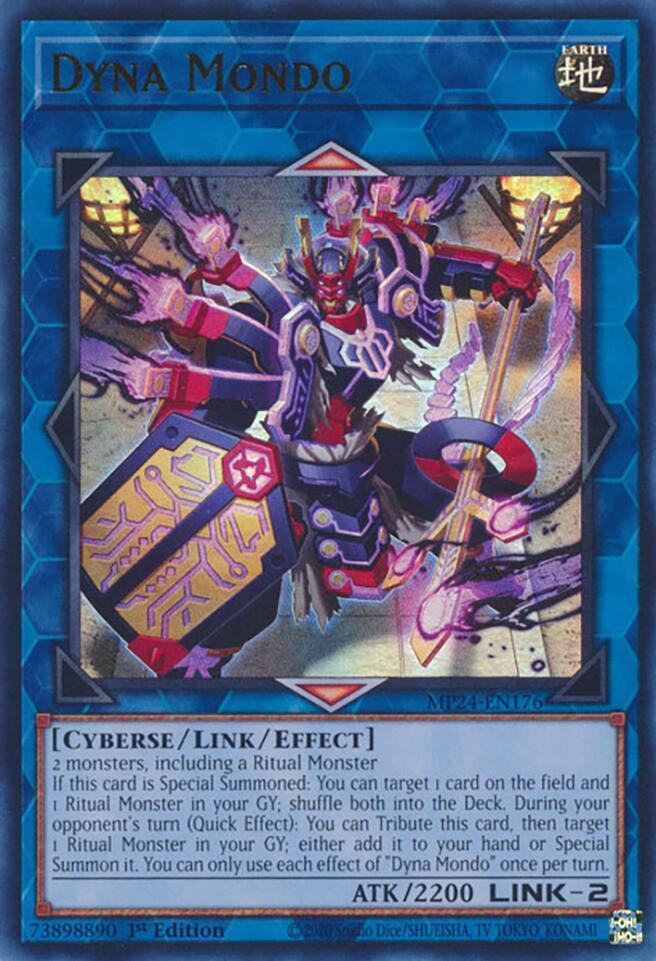 Dyna Mondo
EARTH
地
MP24-EN176
[Cyberse/Link/Effect]
2 monsters, including a Ritual Monster
If this card is Special Summoned: You can target 1 card on the field and
1 Ritual Monster in your GY; shuffle both into the Deck. During your
opponent's turn (Quick Effect): You can Tribute this card, then target
1 Ritual Monster in your GY; either add it to your hand or Special
Summon it. You can only use each effect of "Dyna Mondo" once per turn.
ATK/2200 LINK-2
73898890 1st Edition ©2020 Studio Dice/SHUEISHA, TV TOKYO, KONAMI